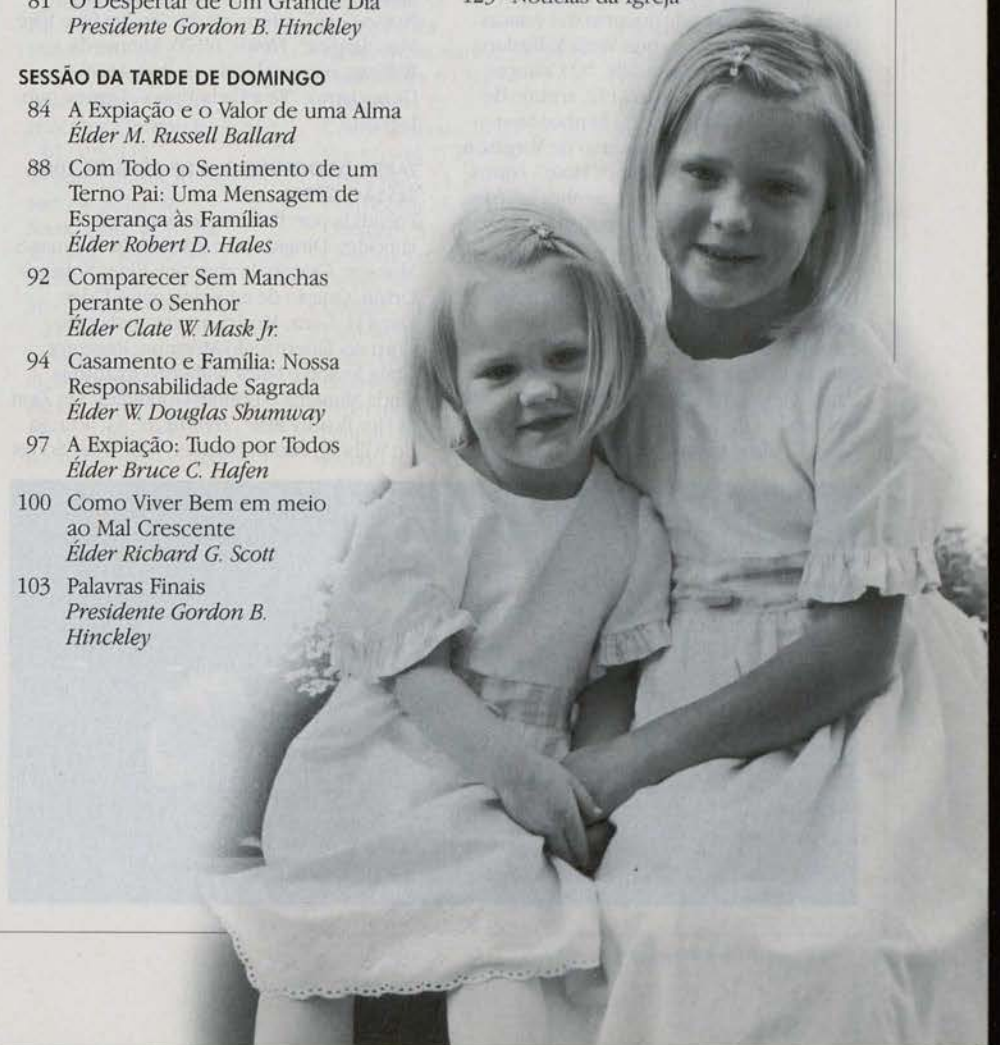 81 O Despertar de Um Grande Dia
Presidente Gordon B. Hinckley
SESSÃO DA TARDE DE DOMINGO
84 A Expiação e o Valor de uma Alma
Élder M. Russell Ballard
88 Com Todo o Sentimento de um
Terno Pai: Uma Mensagem de
Esperança às Famílias
Élder Robert D. Hales
92 Comparecer Sem Manchas
perante o Senhor
Élder Clate W. Mask Jr.
94 Casamento e Família: Nossa
Responsabilidade Sagrada
Élder W. Douglas Shumway
97 A Expiação: Tudo por Todos
Élder Bruce C. Hafen
100 Como Viver Bem em meio
ao Mal Crescente
Élder Richard G. Scott
103 Palavras Finais
Presidente Gordon B.
Hinckley
Notícias da Igreja